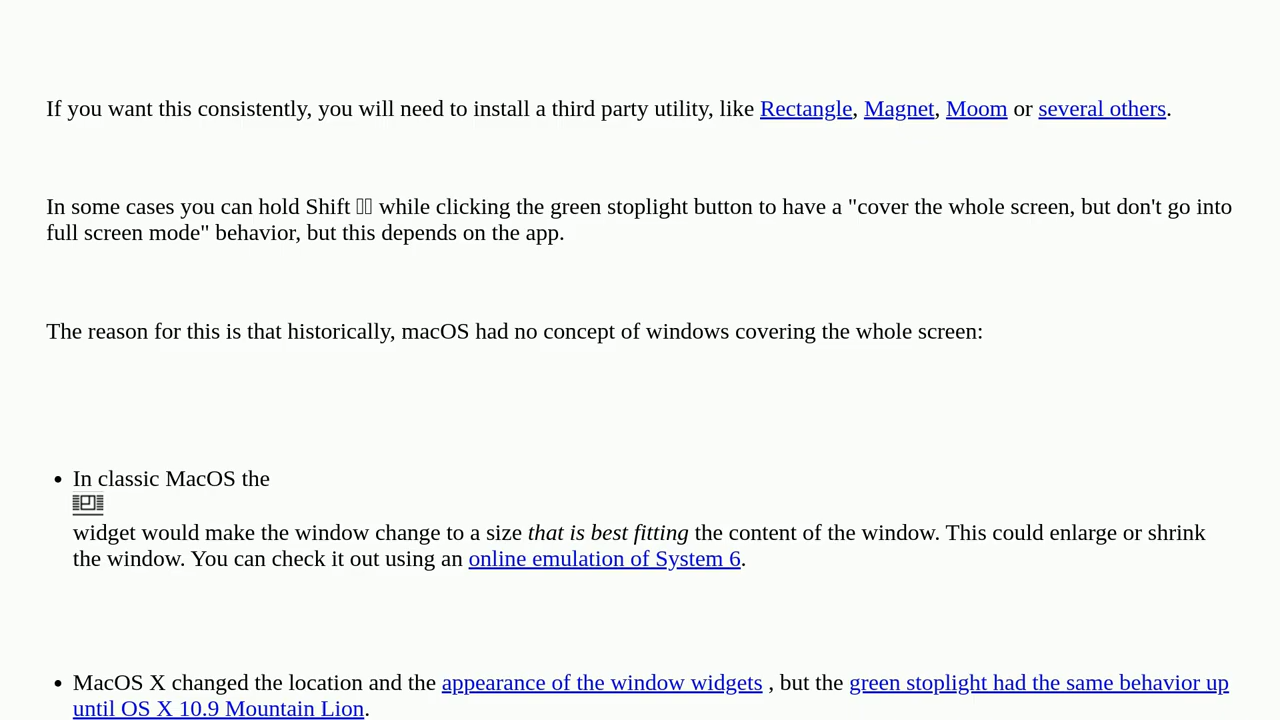 If you want this consistently, you will need to install a third party utility, like Rectangle, Magnet, Moom or several others.
In some cases you can hold Shift while clicking the green stoplight button to have a "cover the whole screen, but don't go into
full screen mode" behavior, but this depends on the app.
The reason for this is that historically, macOS had no concept of windows covering the whole screen:
• In classic MacOS the
widget would make the window change to a size that is best fitting the content of the window. This could enlarge or shrink
the window. You can check it out using an online emulation of System 6.
• MacOS X changed the location and the appearance of the window widgets , but the green stoplight had the same behavior up
until OS X 10.9 Mountain Lion.